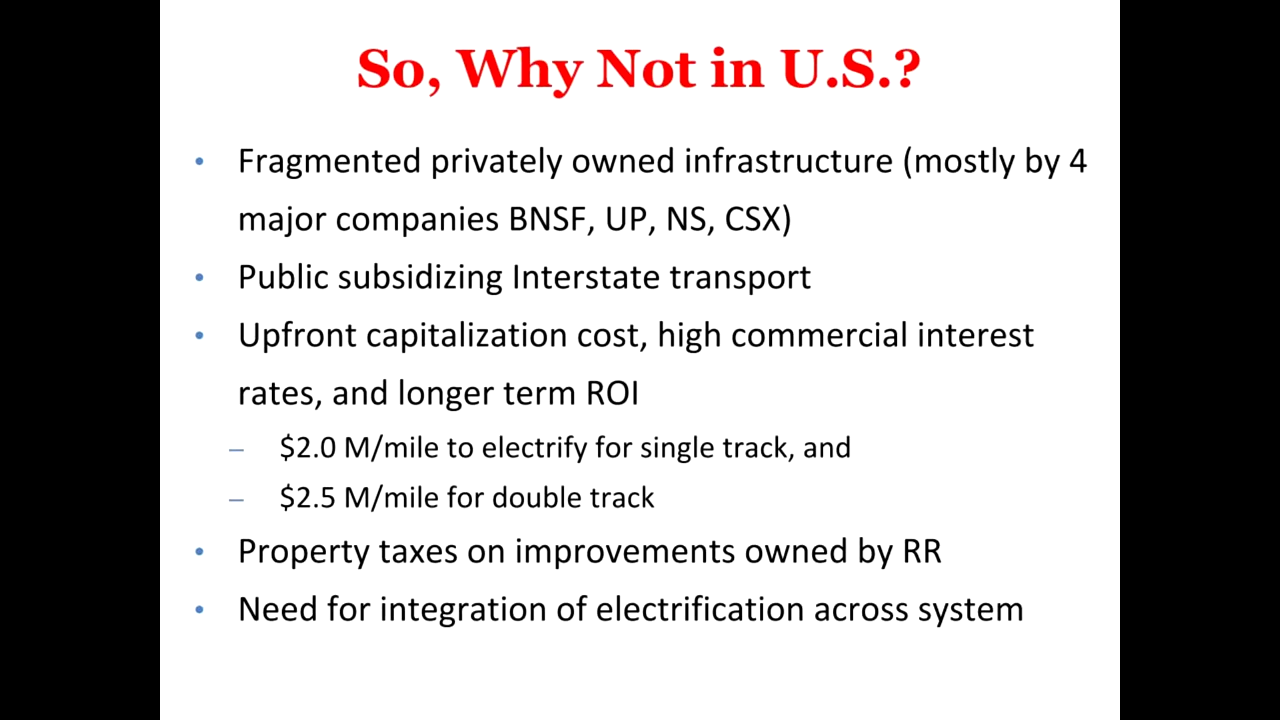 So, Why Not in U.S.?
• Fragmented privately owned infrastructure (mostly by 4
major companies BNSF, UP, NS, CSX)
• Public subsidizing Interstate transport
• Upfront capitalization cost, high commercial interest
rates, and longer term ROI
– $2.0 M/mile to electrify for single track, and
– $2.5 M/mile for double track
• Property taxes on improvements owned by RR
• Need for integration of electrification across system